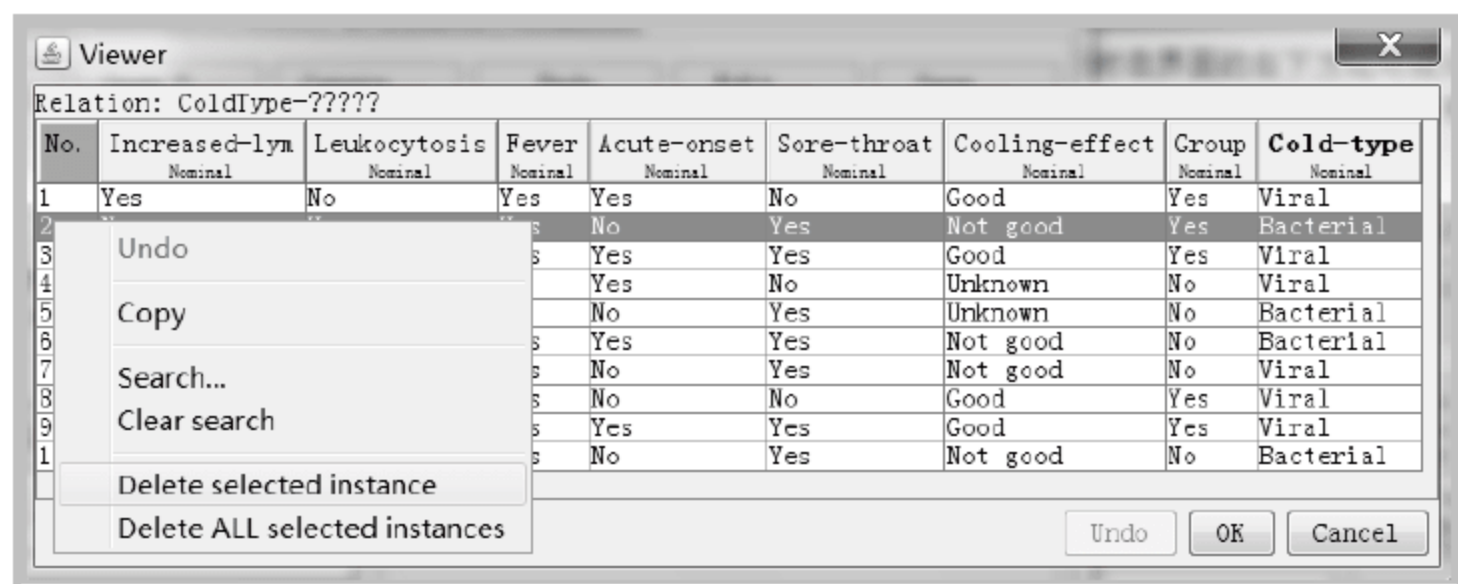 Viewer
X
Relation: ColdType-?????
No. Increased-lym Leukocytosis Fever Acute-onset Sore-throat Cooling-effect Group Cold-type
Nominal Nominal Nominal Nominal Nominal Nominal Nominal Nominal
1 Yes No Yes Yes No Good Yes Viral
2 No Yes Not good Yes Bacterial
3 Yes Yes Good Yes Viral
4 Yes No Unknown No Viral
5 No Yes Unknown No Bacterial
6 Yes Yes Not good No Bacterial
7 No Yes Not good No Viral
8 No No Good Yes Viral
9 Yes Yes Good Yes Viral
1 No Yes Not good No Bacterial
Undo
Copy
Search...
Clear search
Delete selected instance
Delete ALL selected instances
Undo OK Cancel